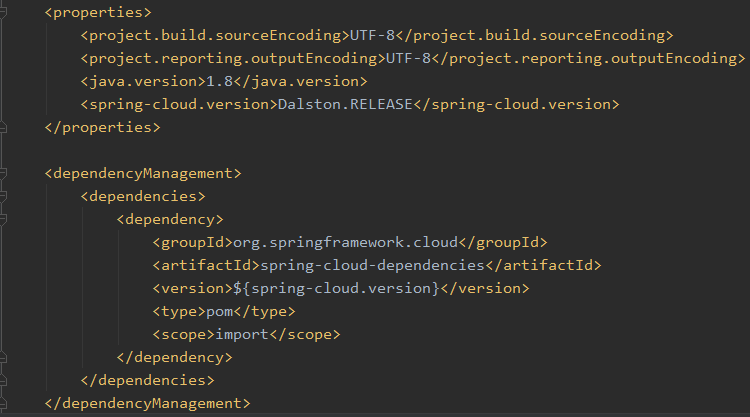 <properties>
    <project.build.sourceEncoding>UTF-8</project.build.sourceEncoding>
    <project.reporting.outputEncoding>UTF-8</project.reporting.outputEncoding>
    <java.version>1.8</java.version>
    <spring-cloud.version>Dalston.RELEASE</spring-cloud.version>
</properties>

<dependencyManagement>
    <dependencies>
        <dependency>
            <groupId>org.springframework.cloud</groupId>
            <artifactId>spring-cloud-dependencies</artifactId>
            <version>${spring-cloud.version}</version>
            <type>pom</type>
            <scope>import</scope>
        </dependency>
    </dependencies>
</dependencyManagement>